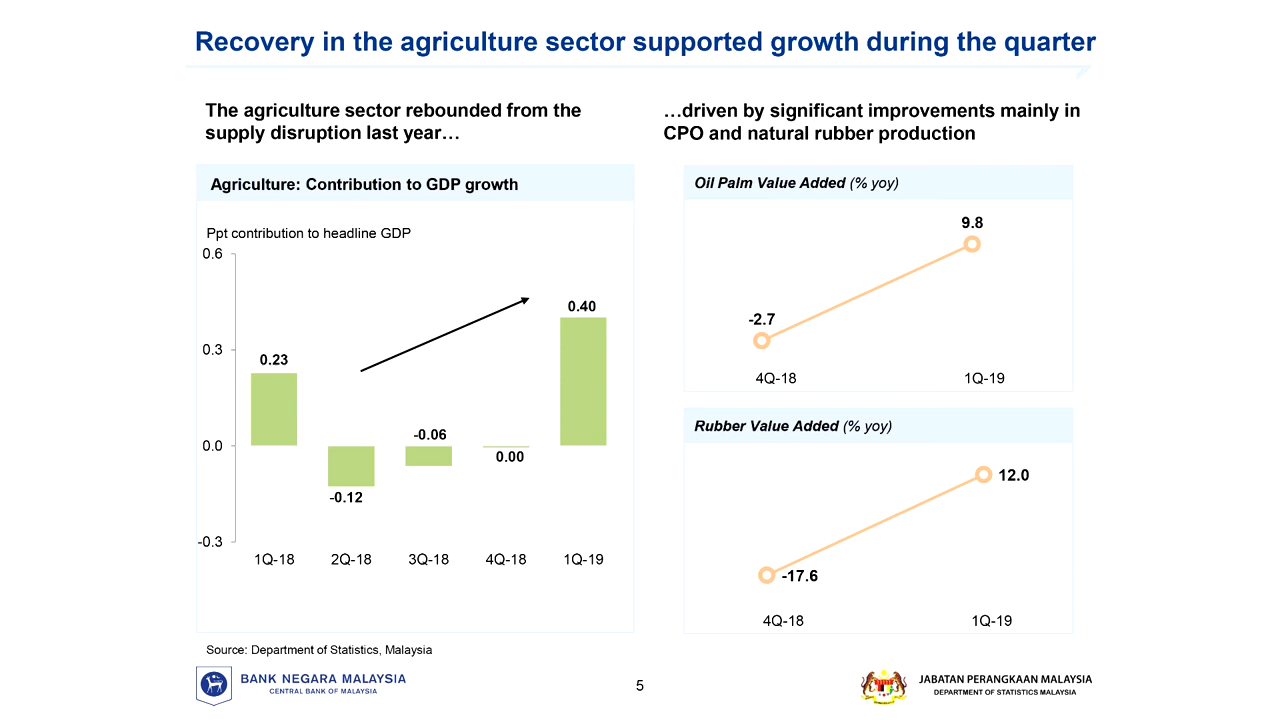 Recovery in the agriculture sector supported growth during the quarter
The agriculture sector rebounded from the
supply disruption last year…
Agriculture: Contribution to GDP growth
Ppt contribution to headline GDP
0.6
0.3
0.0
-0.3
0.23
-0.12
-0.06
0.00
0.40
1Q-18 2Q-18 3Q-18 4Q-18 1Q-19
…driven by significant improvements mainly in
CPO and natural rubber production
Oil Palm Value Added (% yoy)
9.8
-2.7
4Q-18 1Q-19
Rubber Value Added (% yoy)
12.0
-17.6
4Q-18 1Q-19
Source: Department of Statistics, Malaysia
BANK NEGARA MALAYSIA
CENTRAL BANK OF MALAYSIA
5
JABATAN PERANGKAAN MALAYSIA
DEPARTMENT OF STATISTICS MALAYSIA